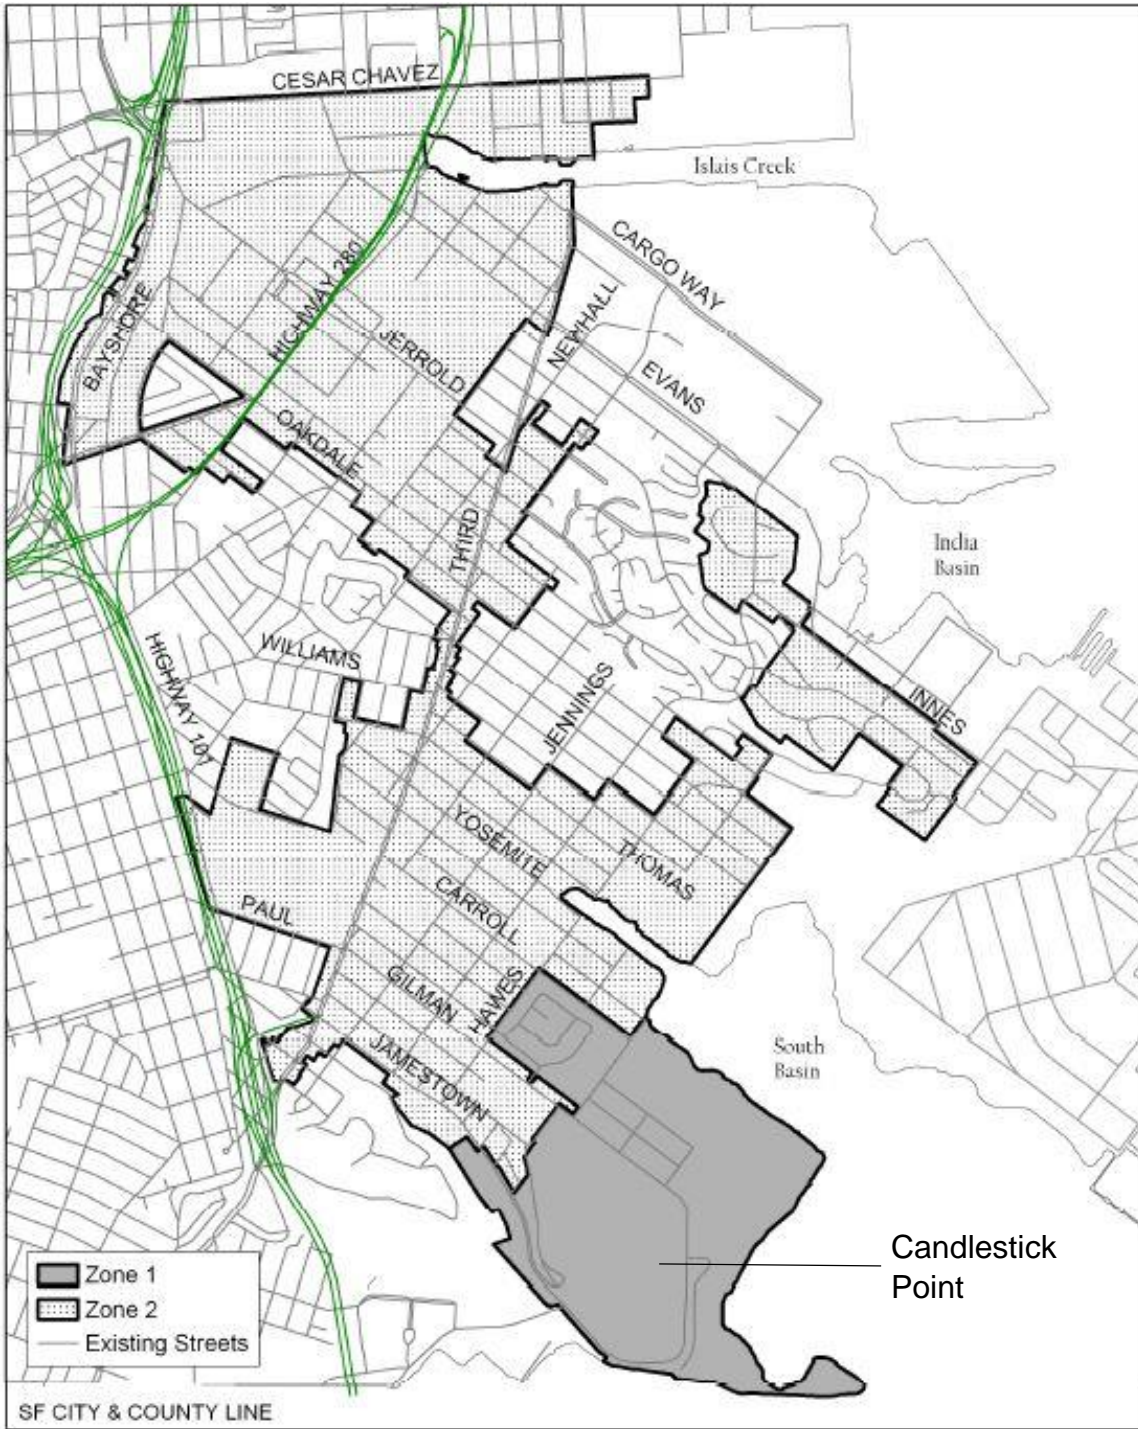 CESAR CHAVEZ
Islais Creek
CARGO WAY
HIGHWAY 280
NEWHALL
BAYSHORE
JERROLD
EVANS
OAKDALE
THIRD
India
Basin
WILLIAMS
HIGHWAY 101
JENNINGS
INNES
YOSEMITE
THOMAS
CARROLL
PAUL
GILMAN
HAWES
JAMESTOWN
South
Basin
Candlestick
Point
Zone 1
Zone 2
Existing Streets
SF CITY & COUNTY LINE